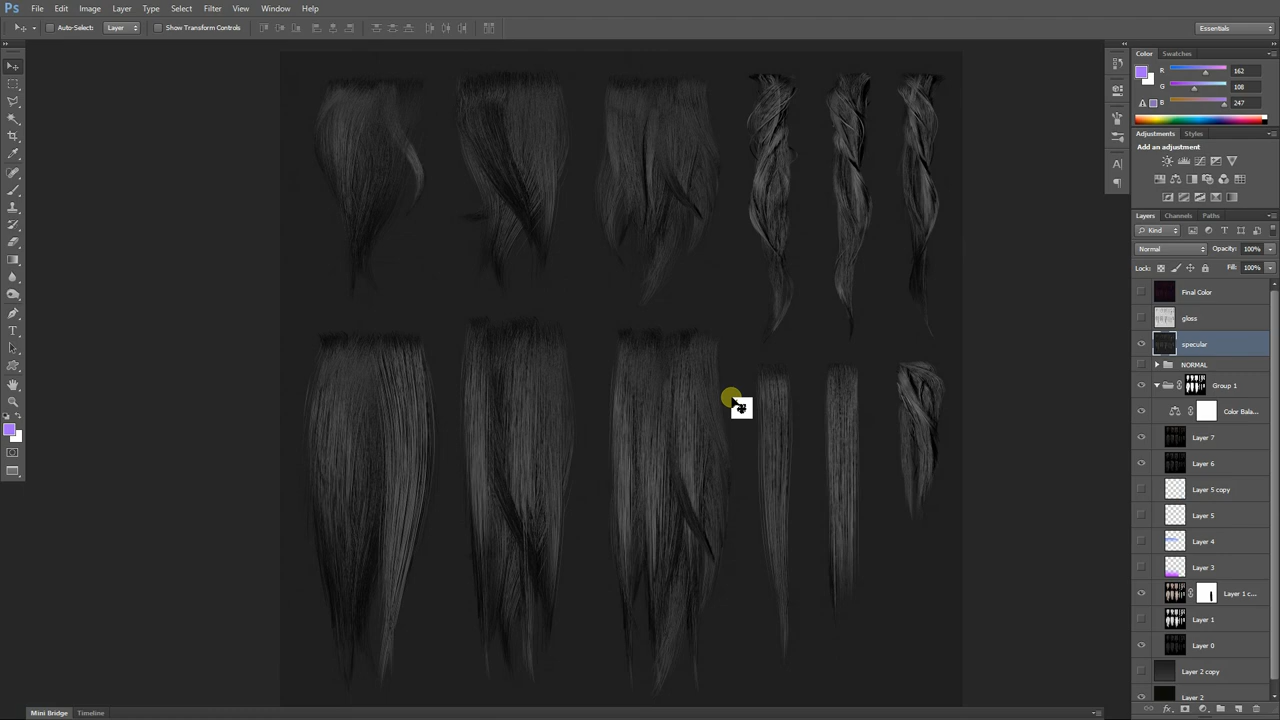 Ps File Edit Image Layer Type Select Filter View Window Help
Auto-Select: Layer Show Transform Controls Essentials
Color Swatches
R 162
G 108
B 247
Adjustments Styles
Add an adjustment
Layers Channels Paths
Kind
Normal Opacity: 100%
Lock: Fill: 100%
Final Color
gloss
specular
NORMAL
Group 1
Color Bala...
Layer 7
Layer 6
Layer 5 copy
Layer 5
Layer 4
Layer 3
Layer 1 c...
Layer 1
Layer 0
Layer 2 copy
Layer 2
Mini Bridge Timeline